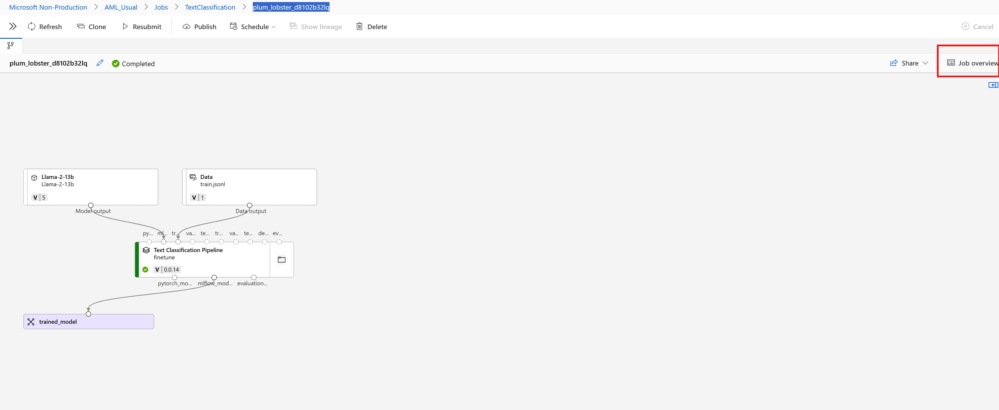 Microsoft Non-Production > AML_Usual > Jobs > TextClassification > plum_lobster_d8102b32lq
Refresh Clone Resubmit Publish Schedule Show lineage Delete Cancel
plum_lobster_d8102b32lq Completed Share Job overview
Llama-2-13b
Llama-2-13b
V 5
Model output
Data
train.jsonl
V 1
Data output
py... ml... tr... va... te... tr... va... te... de... ev...
Text Classification Pipeline
finetune
V 0.0.14
pytorch_mo... mlflow_mod... evaluation...
trained_model